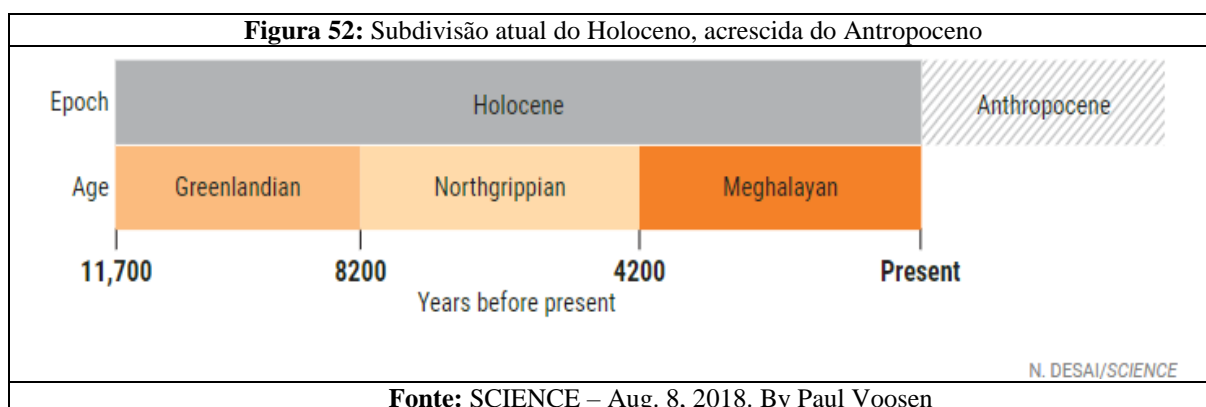 Figura 52: Subdivisão atual do Holoceno, acrescida do Antropoceno
Epoch Holocene Anthropocene
Age Greenlandian Northgrippian Meghalayan
11,700 8200 4200 Present
Years before present
N. DESAI/SCIENCE
Fonte: SCIENCE – Aug. 8, 2018. By Paul Voosen